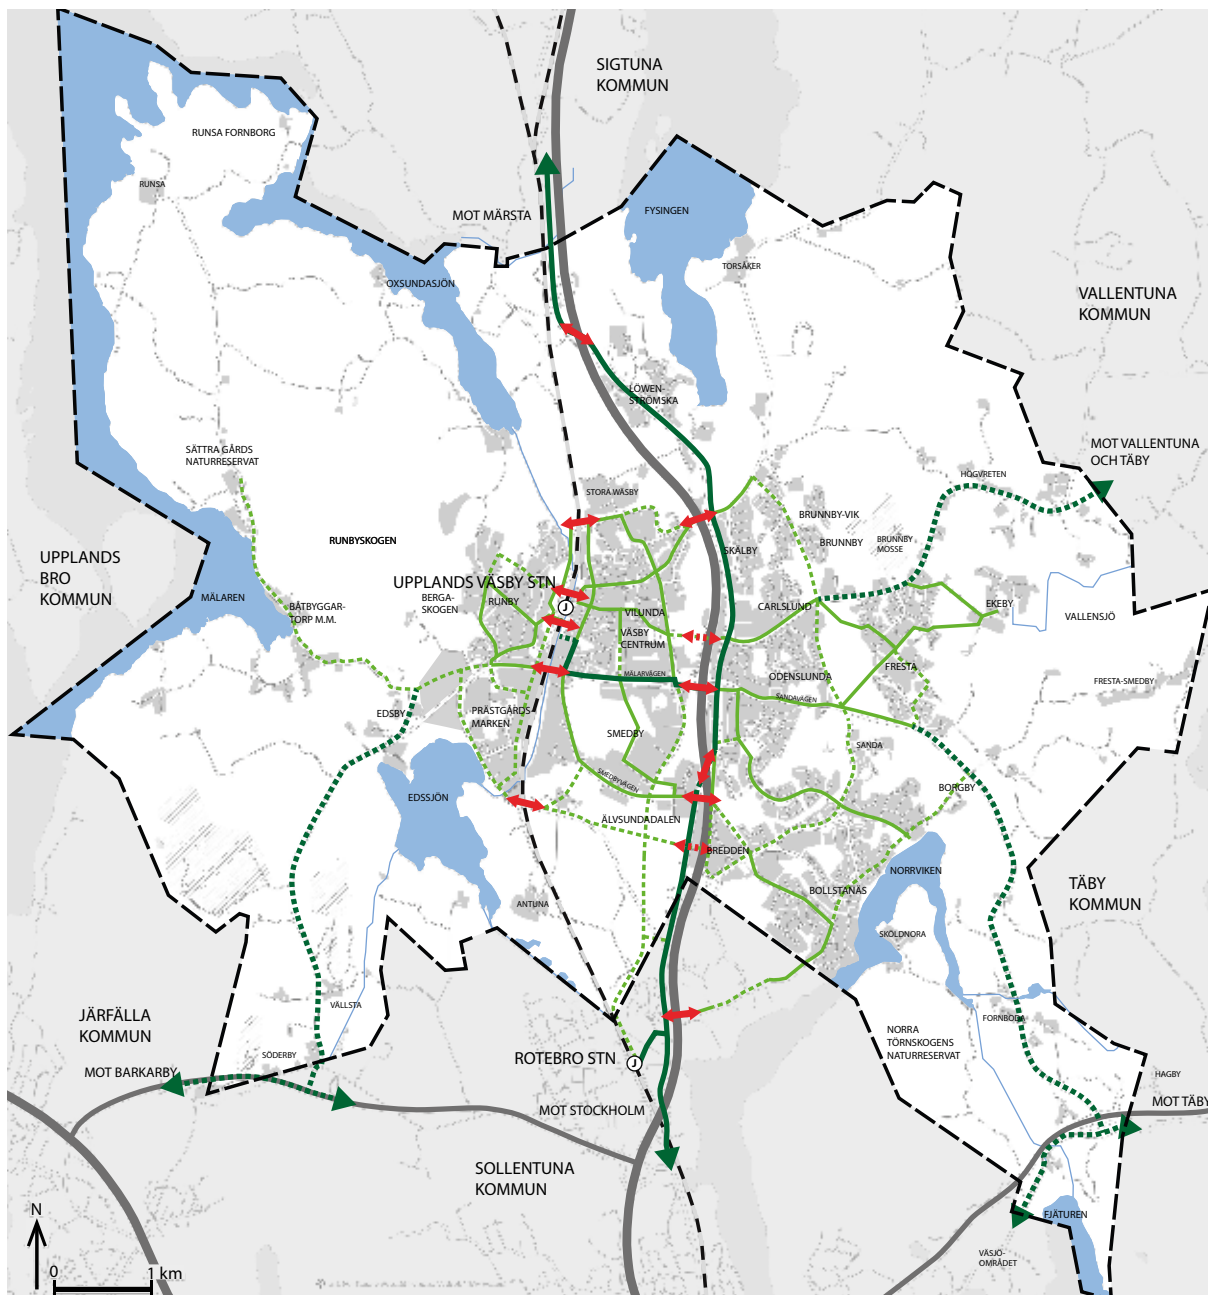 SIGTUNA
KOMMUN
RUNSA FORNBORG
RUNSA
MOT MÄRSTA
FYSINGEN
TORSÅKER
OXSUNDASJÖN
VALLENTUNA
KOMMUN
LÖWEN-
STRÖMSKA
SÄTTRA GÅRDS
NATURRESERVAT
MOT VALLENTUNA
OCH TÄBY
HÖGVRETEN
STORA WÄSBY
BRUNNBY-VIK
BRUNNBY
BRUNNBY
MOSSE
RUNBYSKOGEN
SKÄLBY
UPPLANDS
BRO
KOMMUN
UPPLANDS VÄSBY STN
BERGA-
SKOGEN
RUNBY
J
MÄLAREN
BÅTBYGGAR-
TORP M.M.
VILUNDA
CARLSLUND
EKEBY
VALLENSJÖ
VÄSBY
CENTRUM
MÄLARVÄGEN
ODENSLUNDA
FRESTA
FRESTA-SMEDBY
SANDAVÄGEN
EDSBY
PRÄSTGÅRDS
MARKEN
SMEDBY
SANDA
SMEDBYVÄGEN
BORGBY
EDSSJÖN
ÄLVSUNDADALEN
BREDDEN
NORRVIKEN
BOLLSTANÄS
TÄBY
KOMMUN
ANTUNA
SKÖLDNORA
VÄLLSTA
JÄRFÄLLA
KOMMUN
FORNBODA
NORRA
TÖRNSKOGENS
NATURRESERVAT
SÖDERBY
ROTEBRO STN
J
MOT BARKARBY
HAGBY
MOT STOCKHOLM
MOT TÄBY
SOLLENTUNA
KOMMUN
N
FJÄTUREN
VÄSJÖ-
OMRÅDET
0
1 km